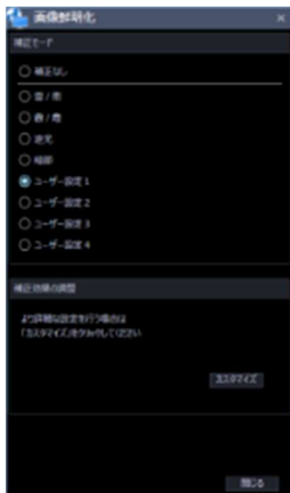 画像鮮明化
補正モード
補正なし
雪 / 雨
霧 / 霞
逆光
暗部
ユーザー設定 1
ユーザー設定 2
ユーザー設定 3
ユーザー設定 4
補正効果の調整
より詳細な設定を行う場合は
「カスタマイズ」をクリックしてください
カスタマイズ
閉じる